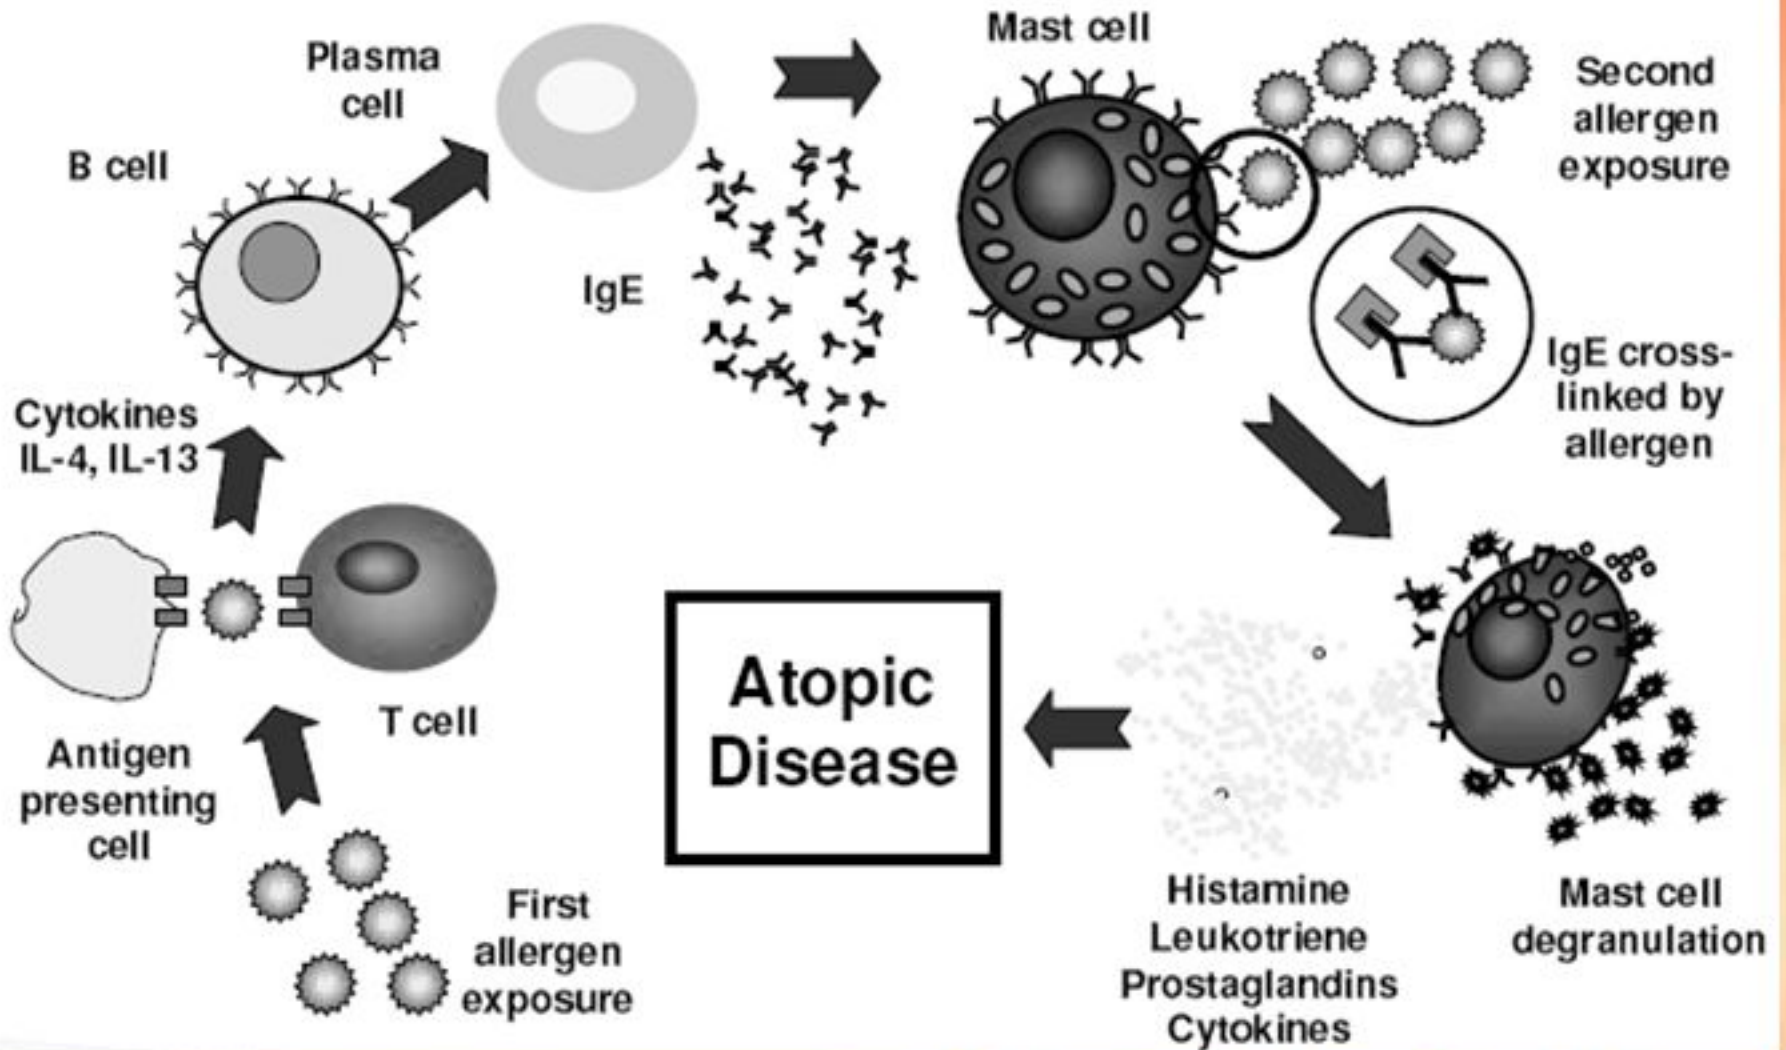 Plasma
cell
Mast cell
Second
allergen
exposure
B cell
IgE
IgE cross-
linked by
allergen
Cytokines
IL-4, IL-13
T cell
Antigen
presenting
cell
First
allergen
exposure
Atopic
Disease
Histamine
Leukotriene
Prostaglandins
Cytokines
Mast cell
degranulation